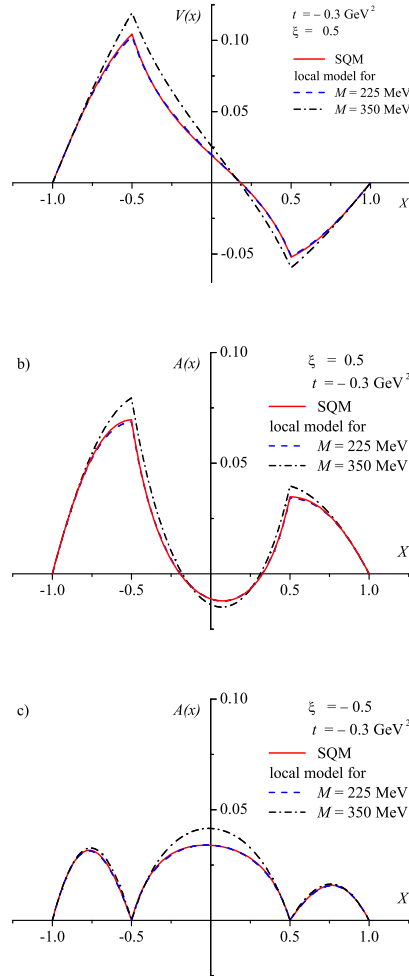 V(x)
t = – 0.3 GeV²
ξ = 0.5
0.10
SQM
local model for
M = 225 MeV
M = 350 MeV
0.05
-1.0 -0.5 0.5 1.0 X
-0.05
b) A(x) 0.10
ξ = 0.5
t = – 0.3 GeV²
SQM
local model for
M = 225 MeV
M = 350 MeV
0.05
X
-1.0 -0.5 0.5 1.0
c) A(x) 0.10
ξ = – 0.5
t = – 0.3 GeV²
SQM
local model for
M = 225 MeV
M = 350 MeV
0.05
X
-1.0 -0.5 0.5 1.0